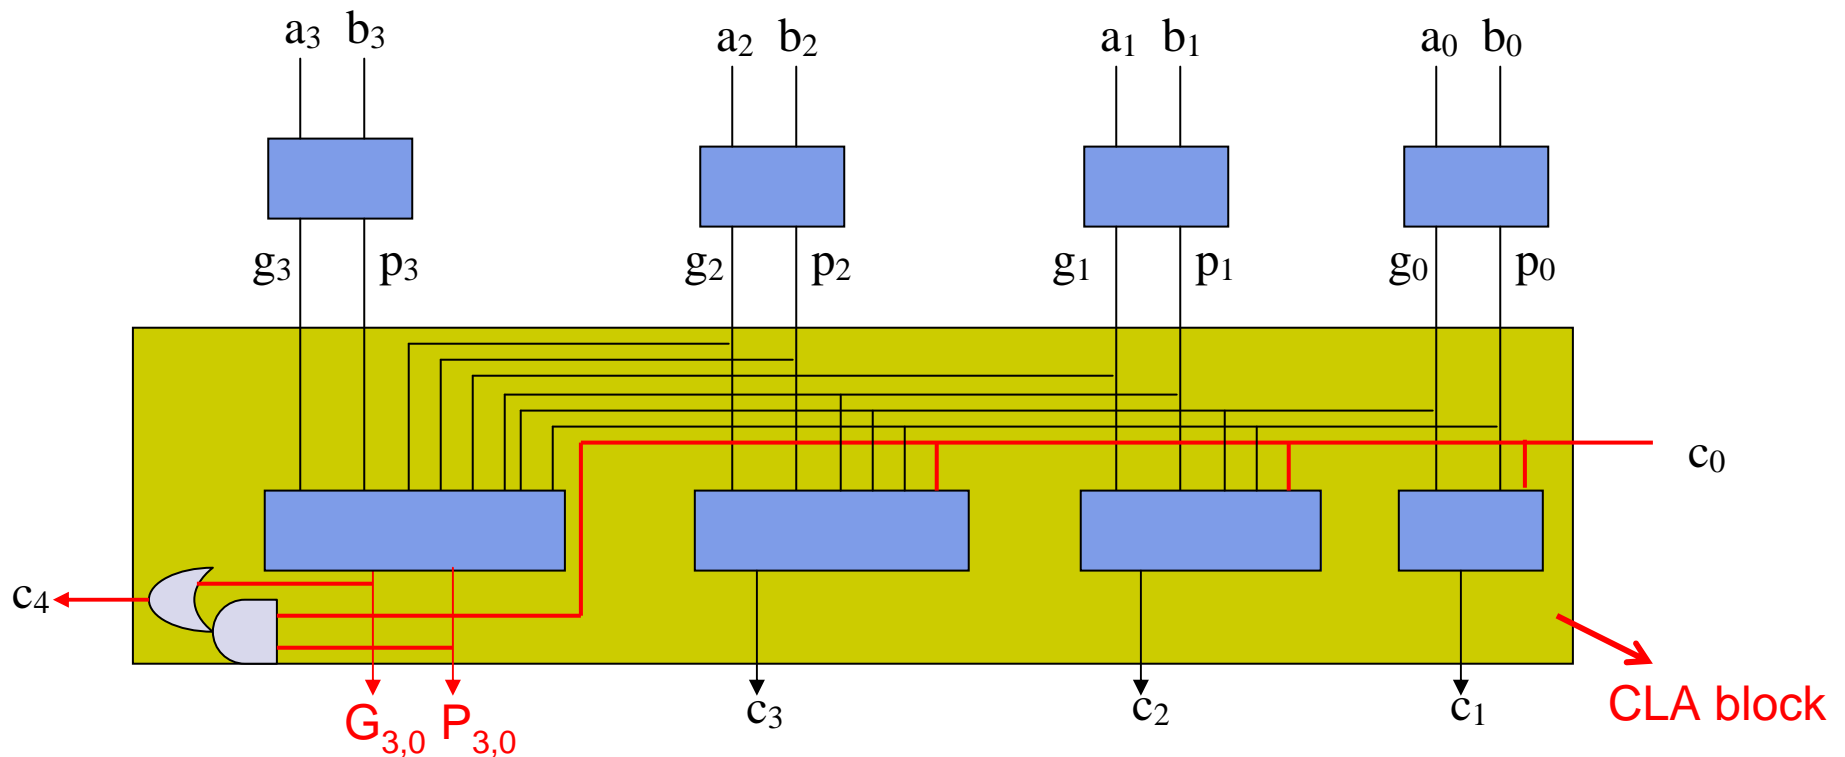 a3 b3 a2 b2 a1 b1 a0 b0
g3 p3 g2 p2 g1 p1 g0 p0
c0
c4
G3,0 P3,0 c3 c2 c1 CLA block